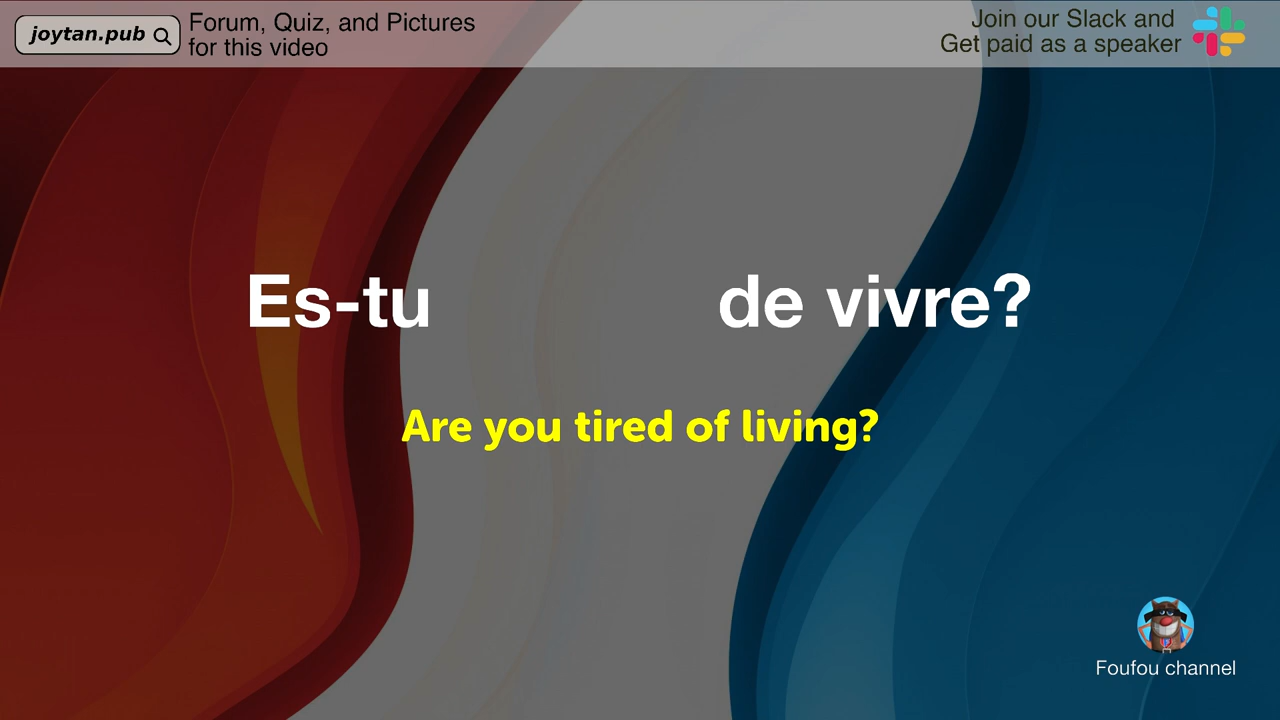 joytan.pub
Forum, Quiz, and Pictures
for this video
Join our Slack and
Get paid as a speaker
Es-tu de vivre?
Are you tired of living?
Foufou channel